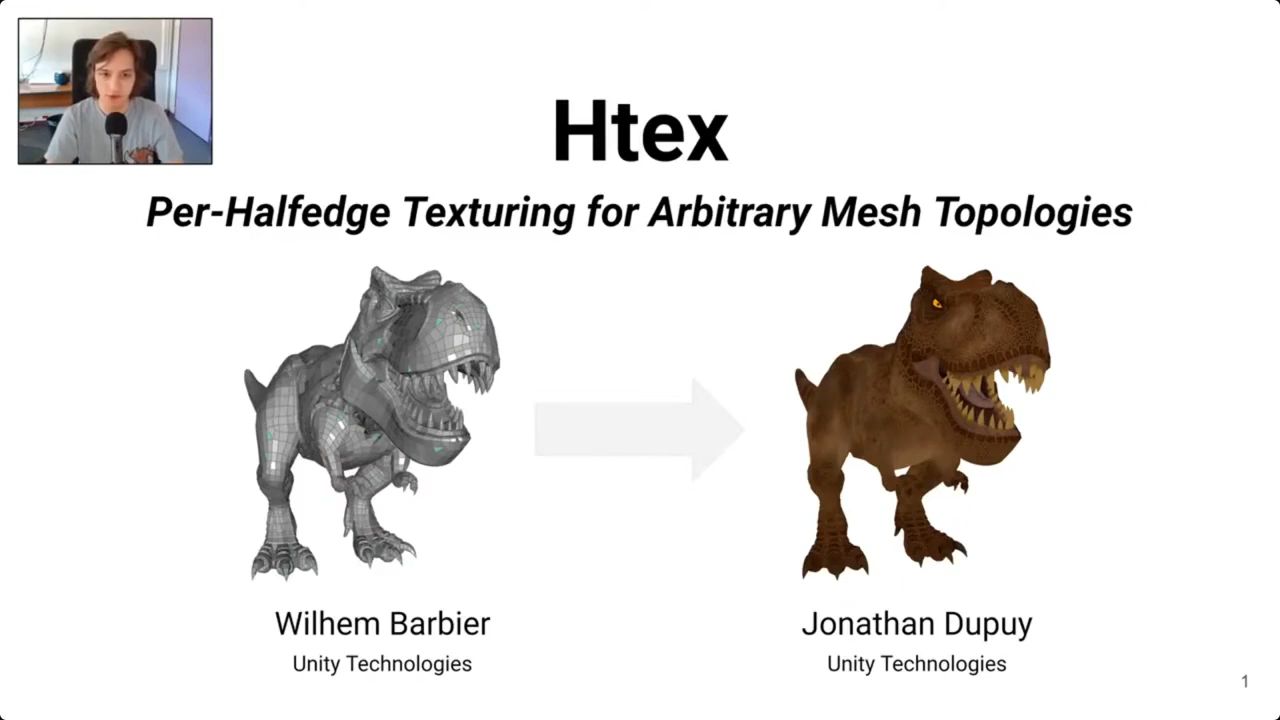 Htex
Per-Halfedge Texturing for Arbitrary Mesh Topologies
Wilhem Barbier
Unity Technologies
Jonathan Dupuy
Unity Technologies
1